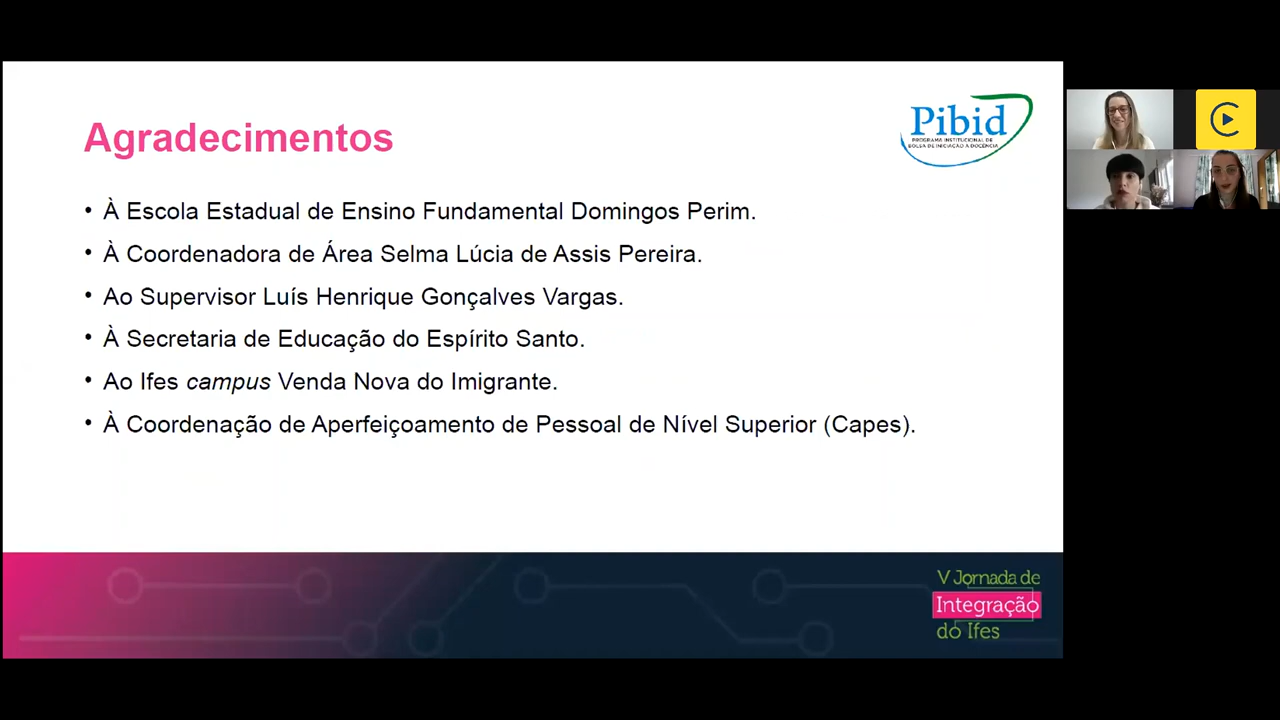 Agradecimentos
Pibid
PROGRAMA INSTITUCIONAL DE
BOLSA DE INICIAÇÃO À DOCÊNCIA
• À Escola Estadual de Ensino Fundamental Domingos Perim.
• À Coordenadora de Área Selma Lúcia de Assis Pereira.
• Ao Supervisor Luís Henrique Gonçalves Vargas.
• À Secretaria de Educação do Espírito Santo.
• Ao Ifes campus Venda Nova do Imigrante.
• À Coordenação de Aperfeiçoamento de Pessoal de Nível Superior (Capes).
V Jornada de
Integração
do Ifes